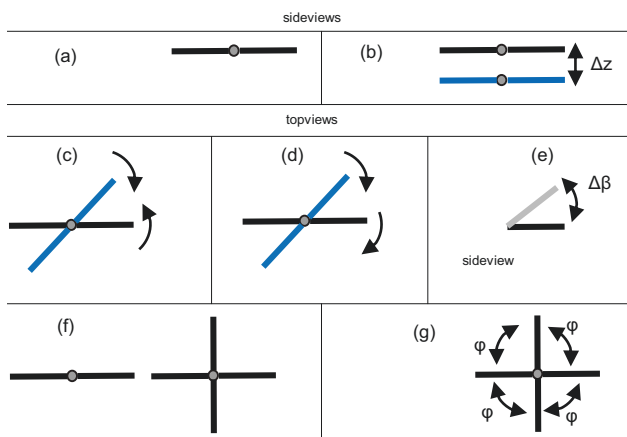 sideviews
(a)
(b)
Δz
topviews
(c)
(d)
(e)
Δβ
sideview
(f)
(g)
φ
φ
φ
φ